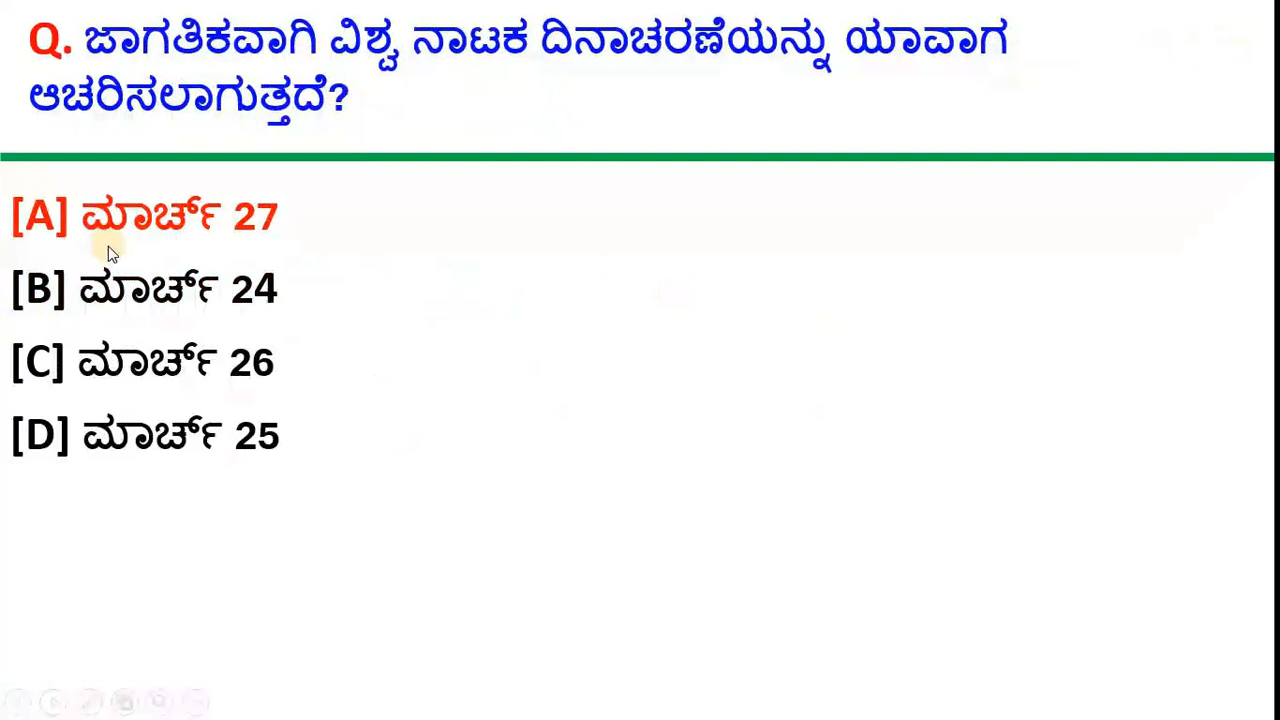 Q. ಜಾಗತಿಕವಾಗಿ ವಿಶ್ವ ನಾಟಕ ದಿನಾಚರಣೆಯನ್ನು ಯಾವಾಗ
ಆಚರಿಸಲಾಗುತ್ತದೆ?
[A] ಮಾರ್ಚ್ 27
[B] ಮಾರ್ಚ್ 24
[C] ಮಾರ್ಚ್ 26
[D] ಮಾರ್ಚ್ 25